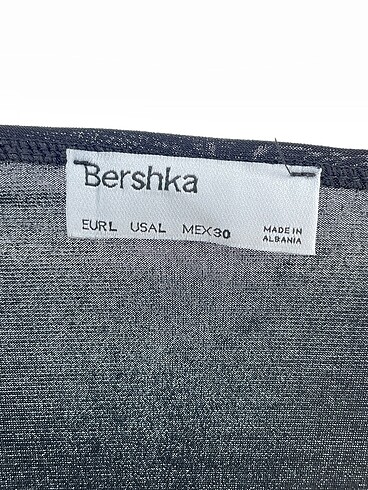 Bershka
EUR L USA L MEX 30 MADE IN
ALBANIA